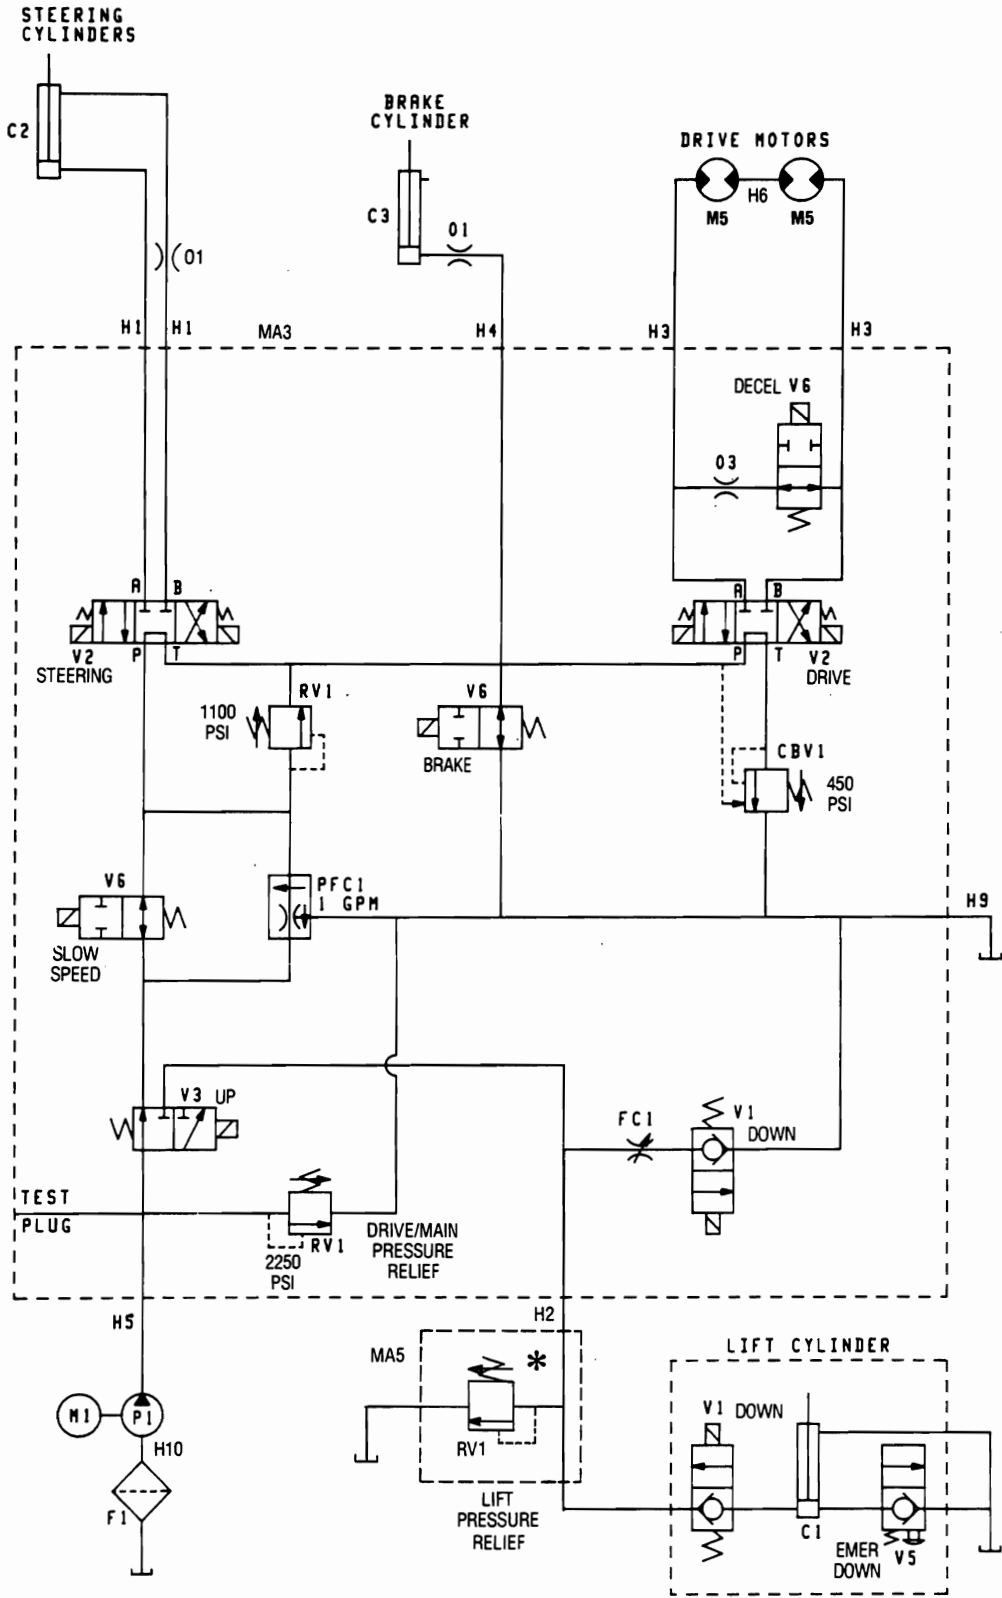 STEERING
CYLINDERS
C2
BRAKE
CYLINDER
C3
01
DRIVE MOTORS
H6
M5
M5
01
H1
H1
MA3
H4
H3
H3
DECEL V6
03
A
B
P
T
V2
STEERING
A
B
P
T
V2
DRIVE
1100
PSI
RV1
V6
BRAKE
CBV1
450
PSI
V6
SLOW
SPEED
PFC1
1 GPM
H9
V3 UP
FC1
V1
DOWN
TEST
PLUG
2250
PSI
RV1
DRIVE/MAIN
PRESSURE
RELIEF
H5
H2
MA5
*
RV1
LIFT
PRESSURE
RELIEF
LIFT CYLINDER
V1 DOWN
C1
EMER
DOWN
V5
M1
P1
H10
F1